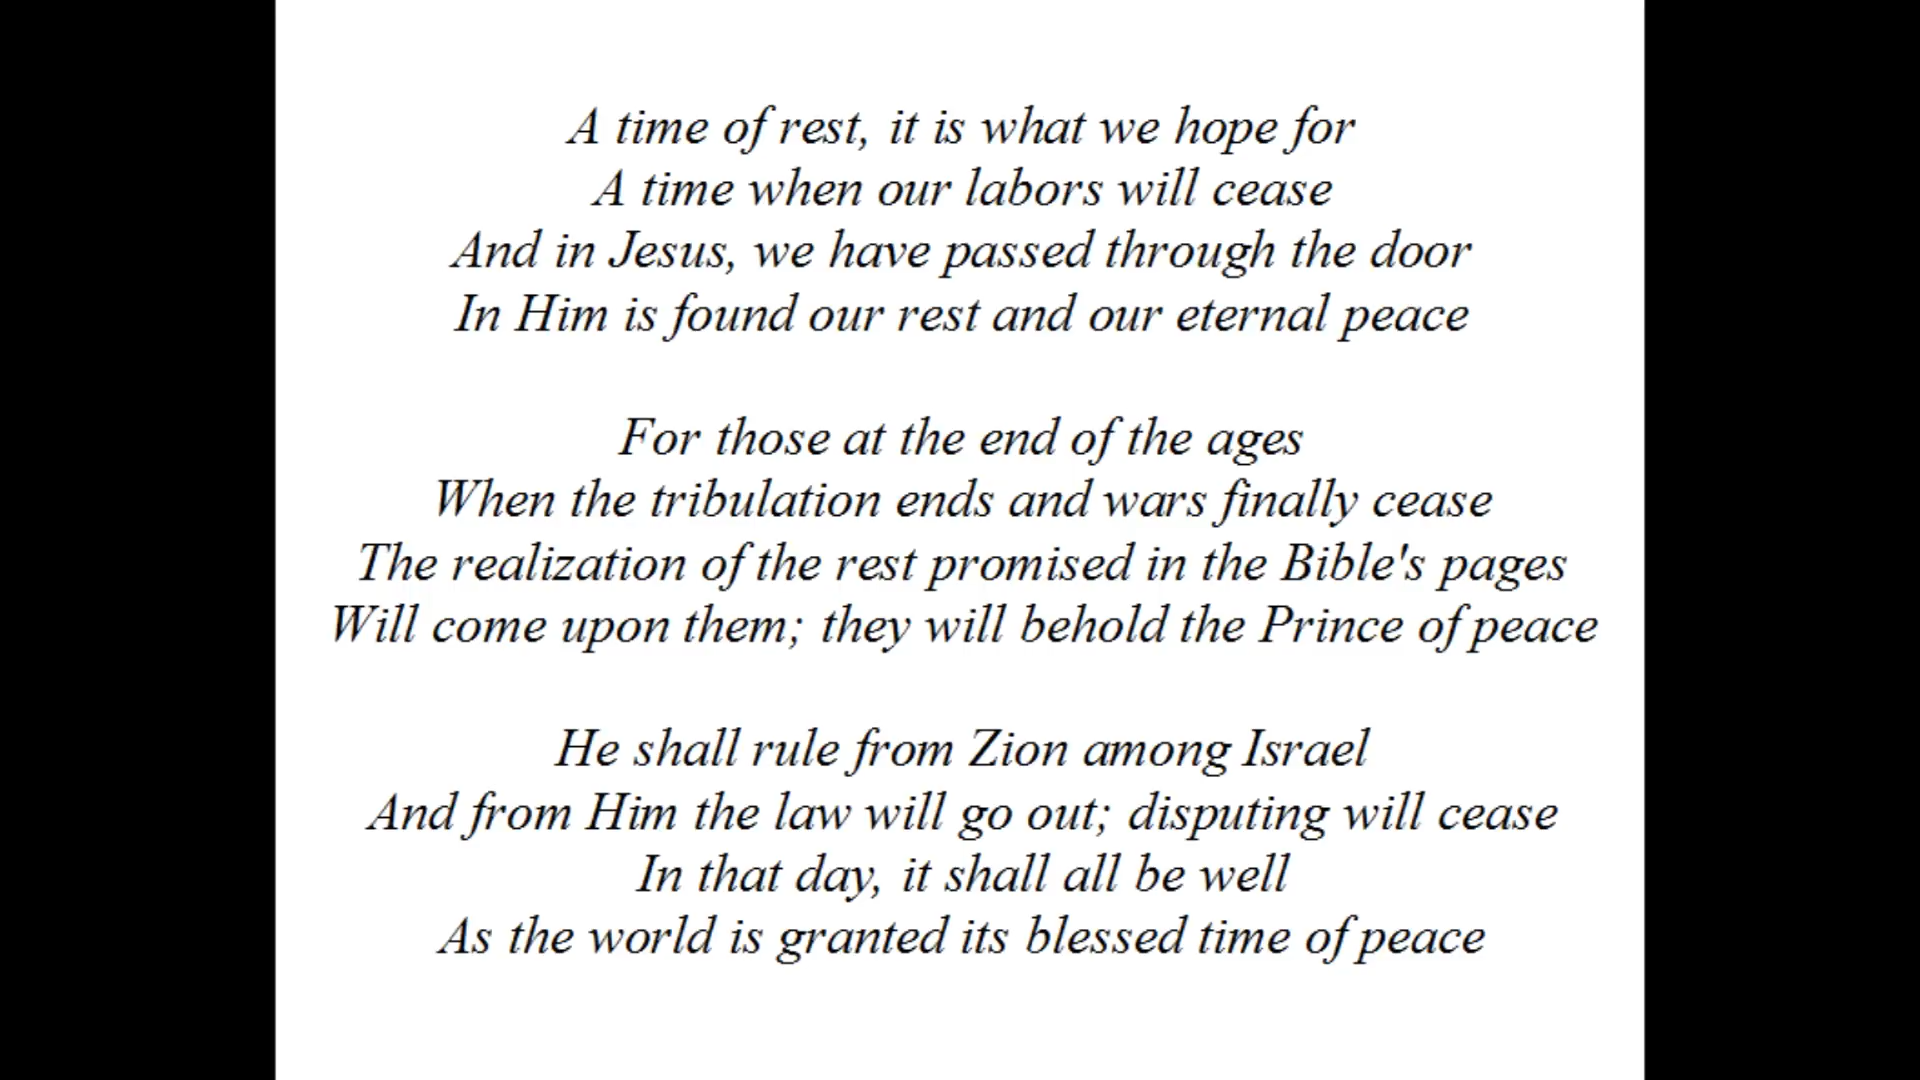 A time of rest, it is what we hope for
A time when our labors will cease
And in Jesus, we have passed through the door
In Him is found our rest and our eternal peace
For those at the end of the ages
When the tribulation ends and wars finally cease
The realization of the rest promised in the Bible's pages
Will come upon them; they will behold the Prince of peace
He shall rule from Zion among Israel
And from Him the law will go out; disputing will cease
In that day, it shall all be well
As the world is granted its blessed time of peace